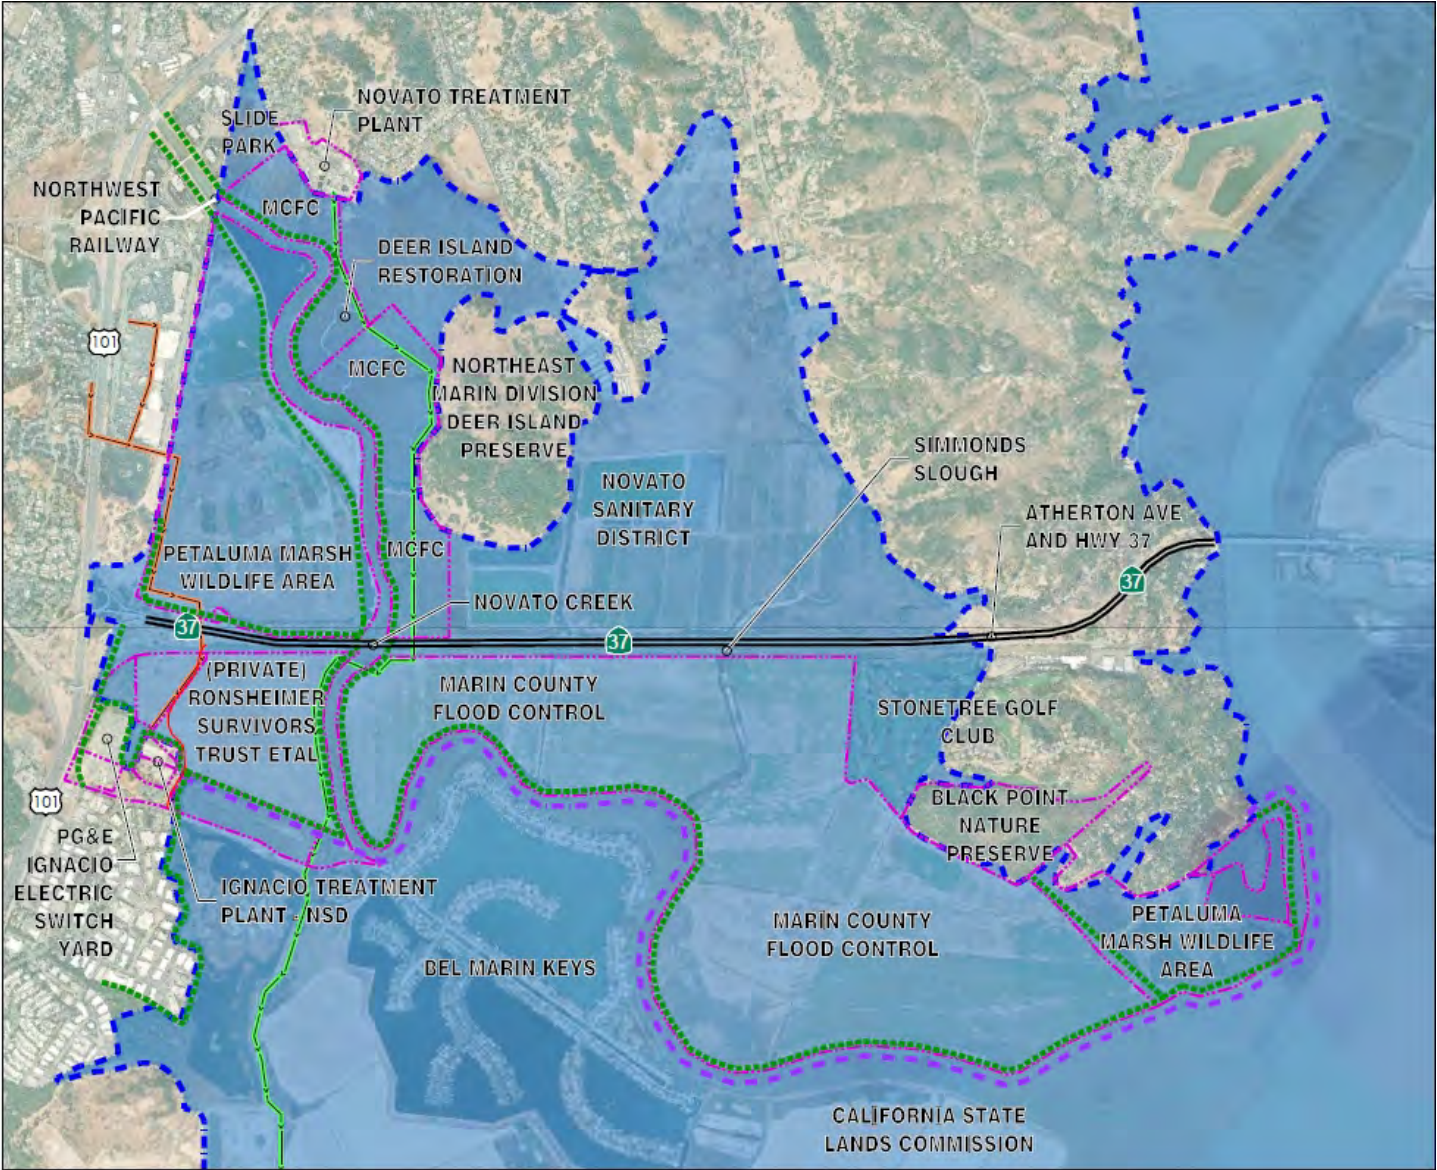 NOVATO TREATMENT
PLANT
SLIDE
PARK
NORTHWEST
PACIFIC
RAILWAY
MCFC
DEER ISLAND
RESTORATION
101
MCFC
NORTHEAST
MARIN DIVISION
DEER ISLAND
PRESERVE
SIMMONDS
SLOUGH
NOVATO
SANITARY
DISTRICT
ATHERTON AVE
AND HWY 37
PETALUMA MARSH
WILDLIFE AREA
MCFC
37
NOVATO CREEK
37
37
(PRIVATE)
RONSHEIMER
SURVIVORS
TRUST ETAL
MARIN COUNTY
FLOOD CONTROL
STONETREE GOLF
CLUB
101
PG&E
IGNACIO
ELECTRIC
SWITCH
YARD
IGNACIO TREATMENT
PLANT - NSD
BLACK POINT
NATURE
PRESERVE
BEL MARIN KEYS
MARIN COUNTY
FLOOD CONTROL
PETALUMA
MARSH WILDLIFE
AREA
CALIFORNIA STATE
LANDS COMMISSION